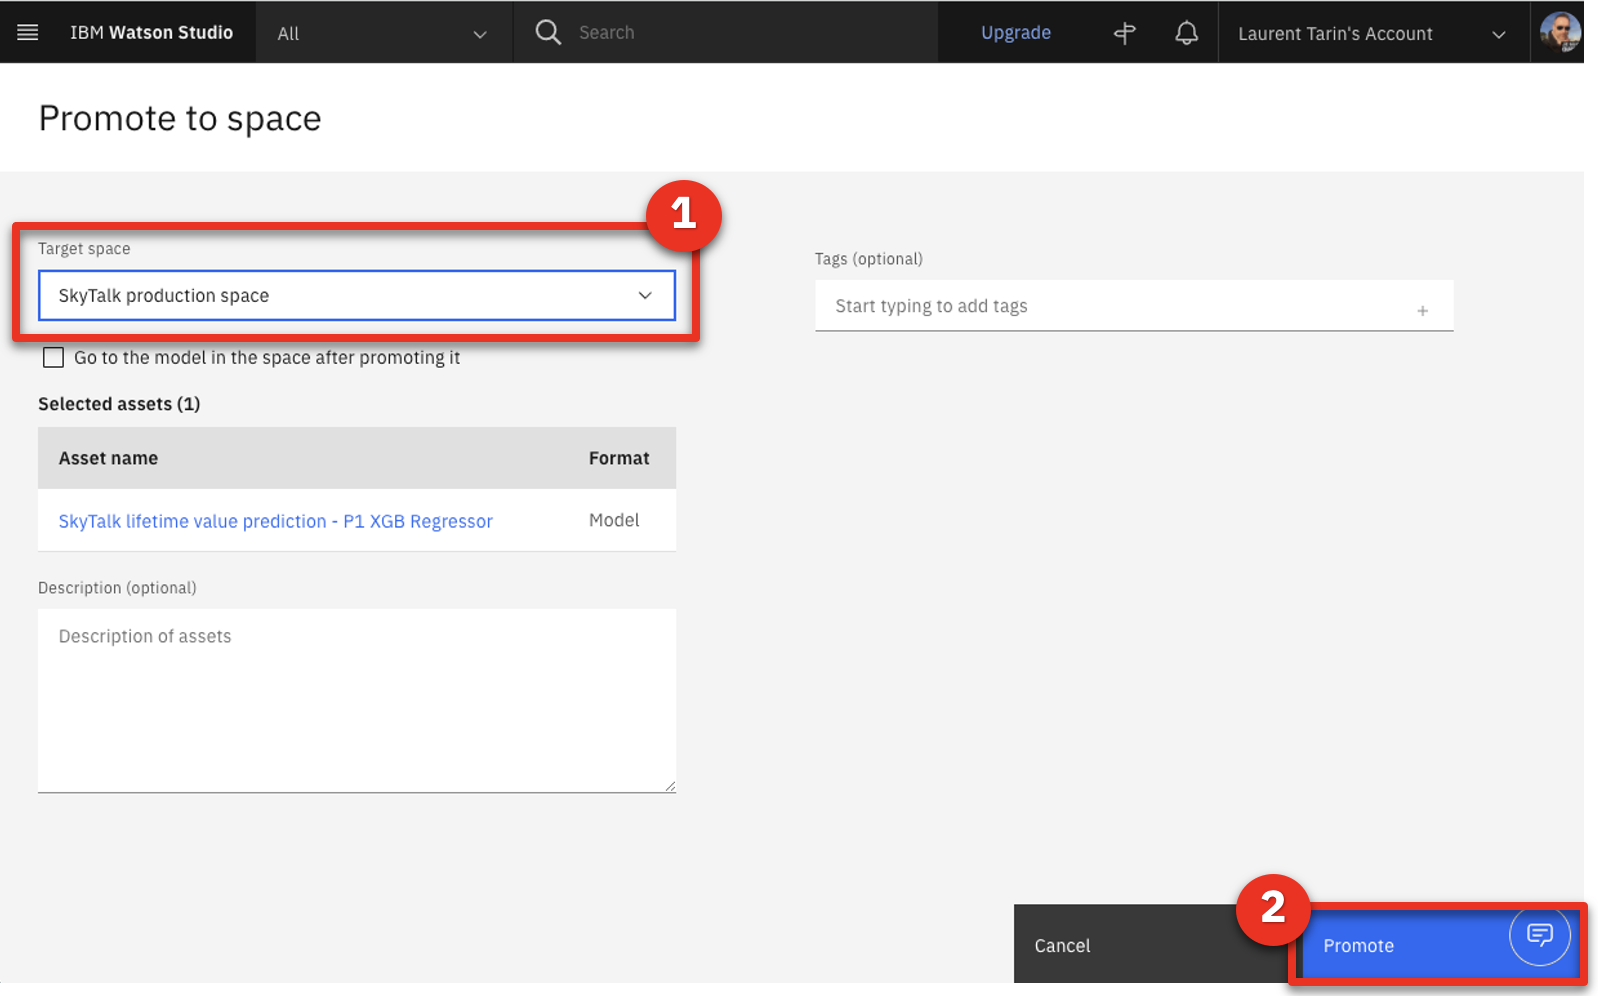 IBM Watson Studio
All
Search
Upgrade
Laurent Tarin's Account
Promote to space
1
Target space
SkyTalk production space
Go to the model in the space after promoting it
Tags (optional)
Start typing to add tags
Selected assets (1)
Asset name Format
SkyTalk lifetime value prediction - P1 XGB Regressor Model
Description (optional)
Description of assets
2
Cancel
Promote